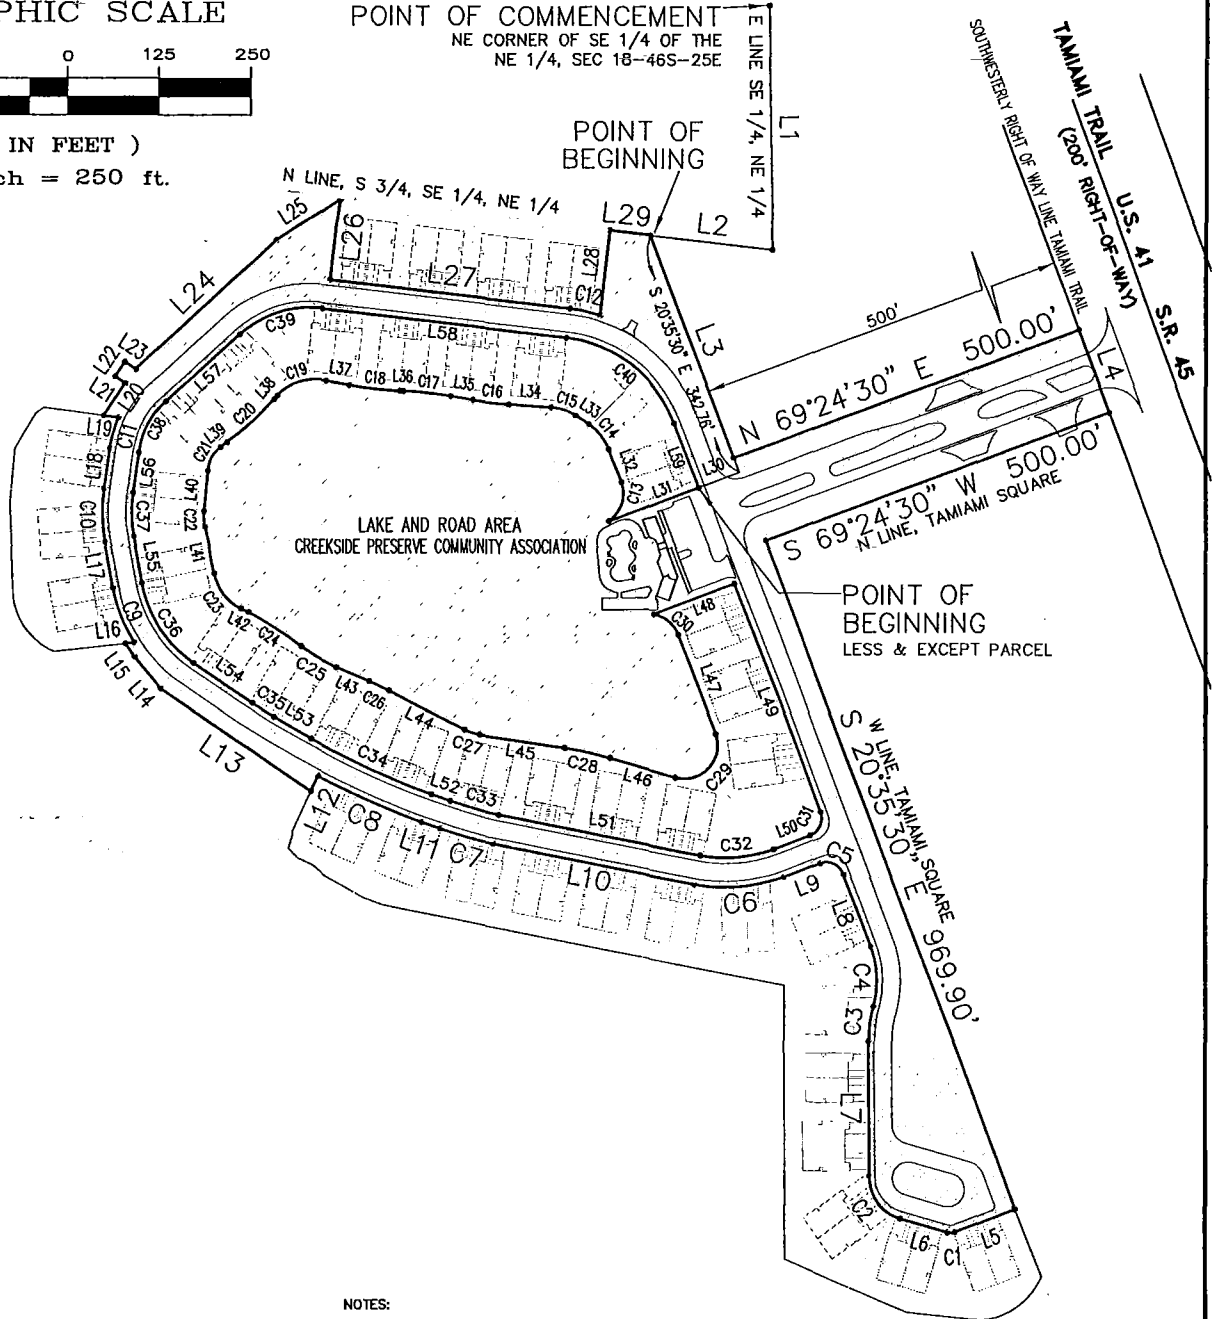 PHIC SCALE
0 125 250
IN FEET )
ch = 250 ft.
POINT OF COMMENCEMENT
NE CORNER OF SE 1/4 OF THE
NE 1/4, SEC 18-46S-25E
E LINE SE 1/4, NE 1/4
L1
POINT OF
BEGINNING
N LINE, S 3/4, SE 1/4, NE 1/4
SOUTHWESTERLY RIGHT OF WAY LINE TAMIAMI TRAIL
TAMIAMI TRAIL U.S. 41 S.R. 45
(200' RIGHT-OF-WAY)
L29
L2
L25
L26
L28
L27
C12
L24
S 20°35'30" E 342.76'
L3
500'
N 69°24'30" E 500.00'
L4
S 69°24'30" W 500.00'
N LINE, TAMIAMI SQUARE
C39
L58
C40
L22
L23
L57
L21
L20
C19
L37
C18
L36
C17
L35
C16
L34
C15
L33
C14
L38
C20
C38
L19
C11
L39
C21
L32
L59
L30
C13
L31
L18
L56
L40
C10
C37
C22
LAKE AND ROAD AREA
CREEKSIDE PRESERVE COMMUNITY ASSOCIATION
L17
L55
L41
POINT OF
BEGINNING
LESS & EXCEPT PARCEL
C9
C23
L48
L16
C36
L42
C24
C30
L15
C25
L14
L54
L43
C26
L47
L49
C35
L53
L44
L13
C27
L45
C34
C28
L46
C29
L12
L52
C33
C8
L51
C31
L11
C7
L50
C32
C5
L10
C6
L9
L8
W LINE, TAMIAMI SQUARE
S 20°35'30" E 969.90'
C4
C3
L7
C2
L6
C1
L5
NOTES: